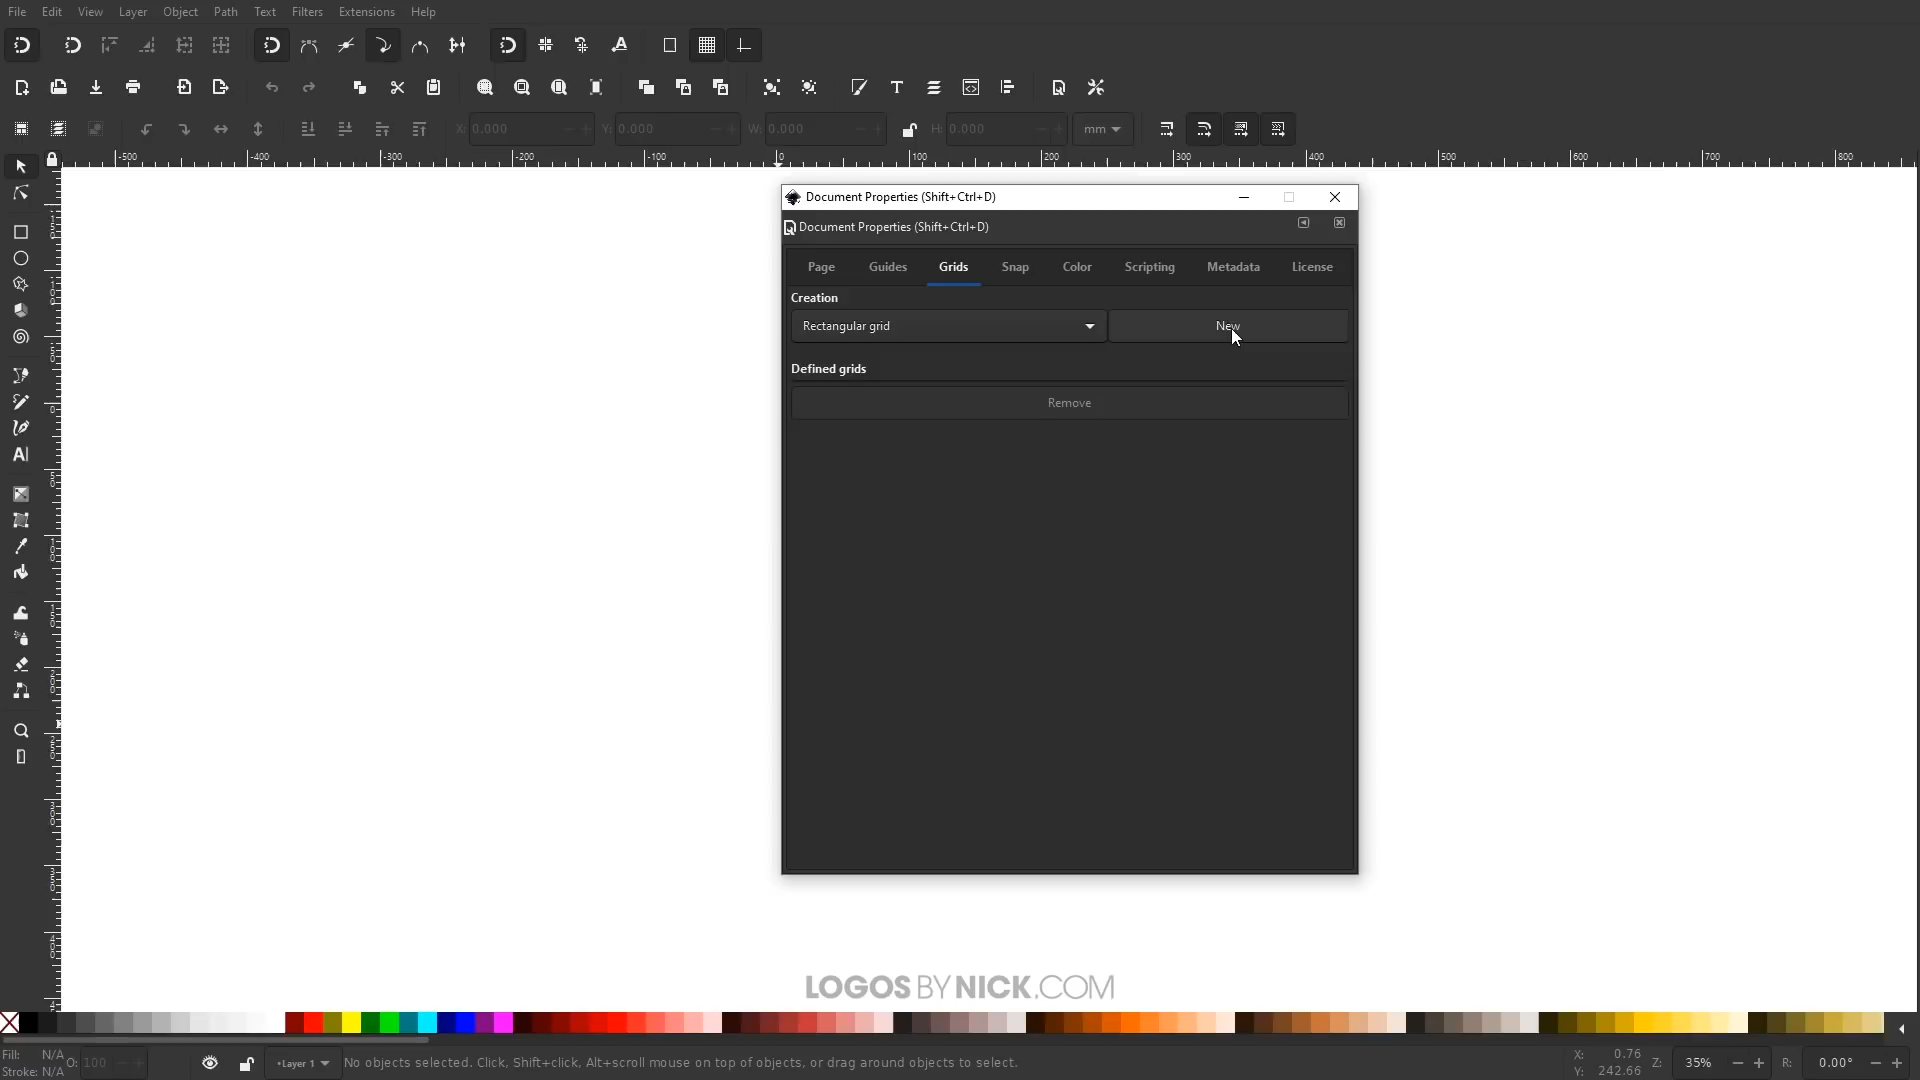 File Edit View Layer Object Path Text Filters Extensions Help
X: 0.000 Y: 0.000 W: 0.000 H: 0.000 mm
-500 -400 -300 -200 -100 0 100 200 300 400 500 600 700 800
Document Properties (Shift+Ctrl+D)
Document Properties (Shift+Ctrl+D)
Page Guides Grids Snap Color Scripting Metadata License
Creation
Rectangular grid New
Defined grids
Remove
LOGOS BY NICK.COM
Fill: N/A O: 100 •Layer 1 No objects selected. Click, Shift+click, Alt+scroll mouse on top of objects, or drag around objects to select. X: 0.76 Z: 35% R: 0.00°
Stroke: N/A Y: 242.66